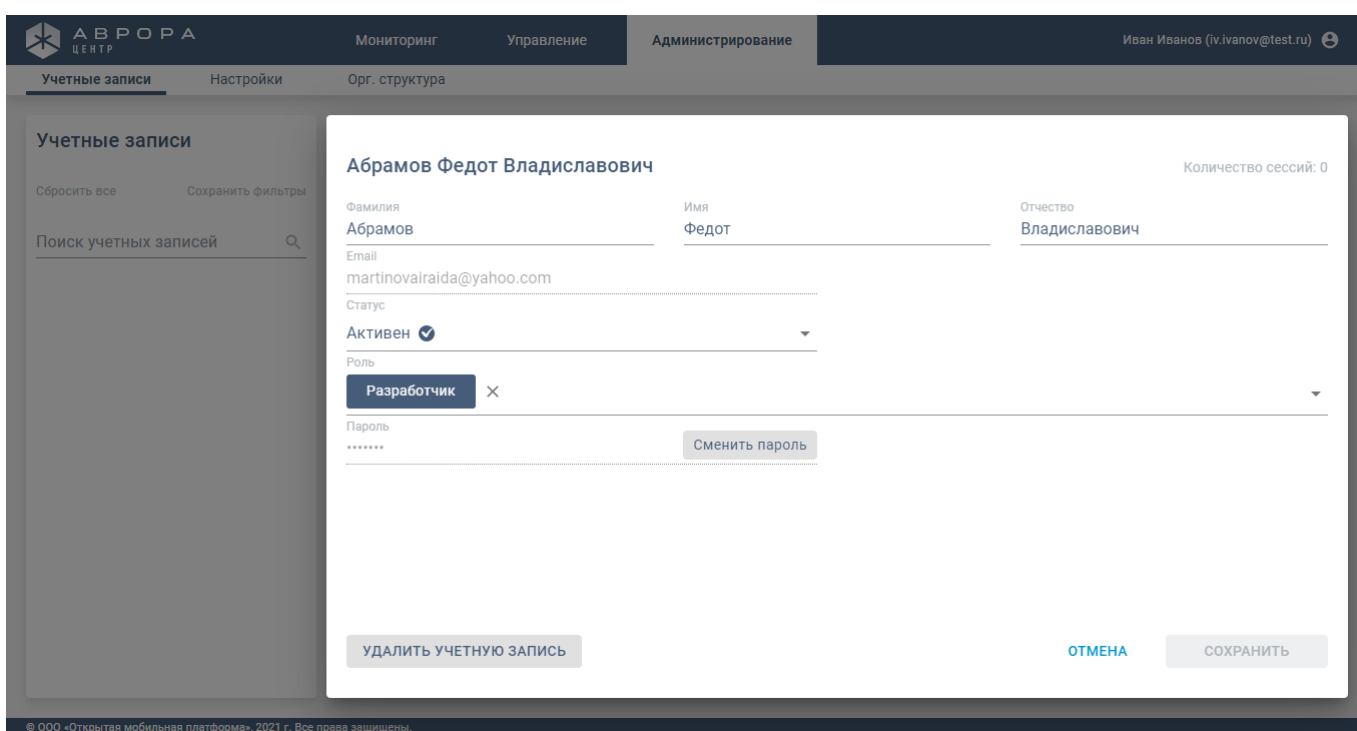 АВРОРА
ЦЕНТР
Мониторинг Управление Администрирование Иван Иванов (iv.ivanov@test.ru)
Учетные записи Настройки Орг. структура
Учетные записи
Сбросить все Сохранить фильтры
Поиск учетных записей
Абрамов Федот Владиславович Количество сессий: 0
Фамилия Имя Отчество
Абрамов Федот Владиславович
Email
martinovairaida@yahoo.com
Статус
Активен
Роль
Разработчик
Пароль
••••••• Сменить пароль
УДАЛИТЬ УЧЕТНУЮ ЗАПИСЬ ОТМЕНА СОХРАНИТЬ
© ООО «Открытая мобильная платформа», 2021 г. Все права защищены.